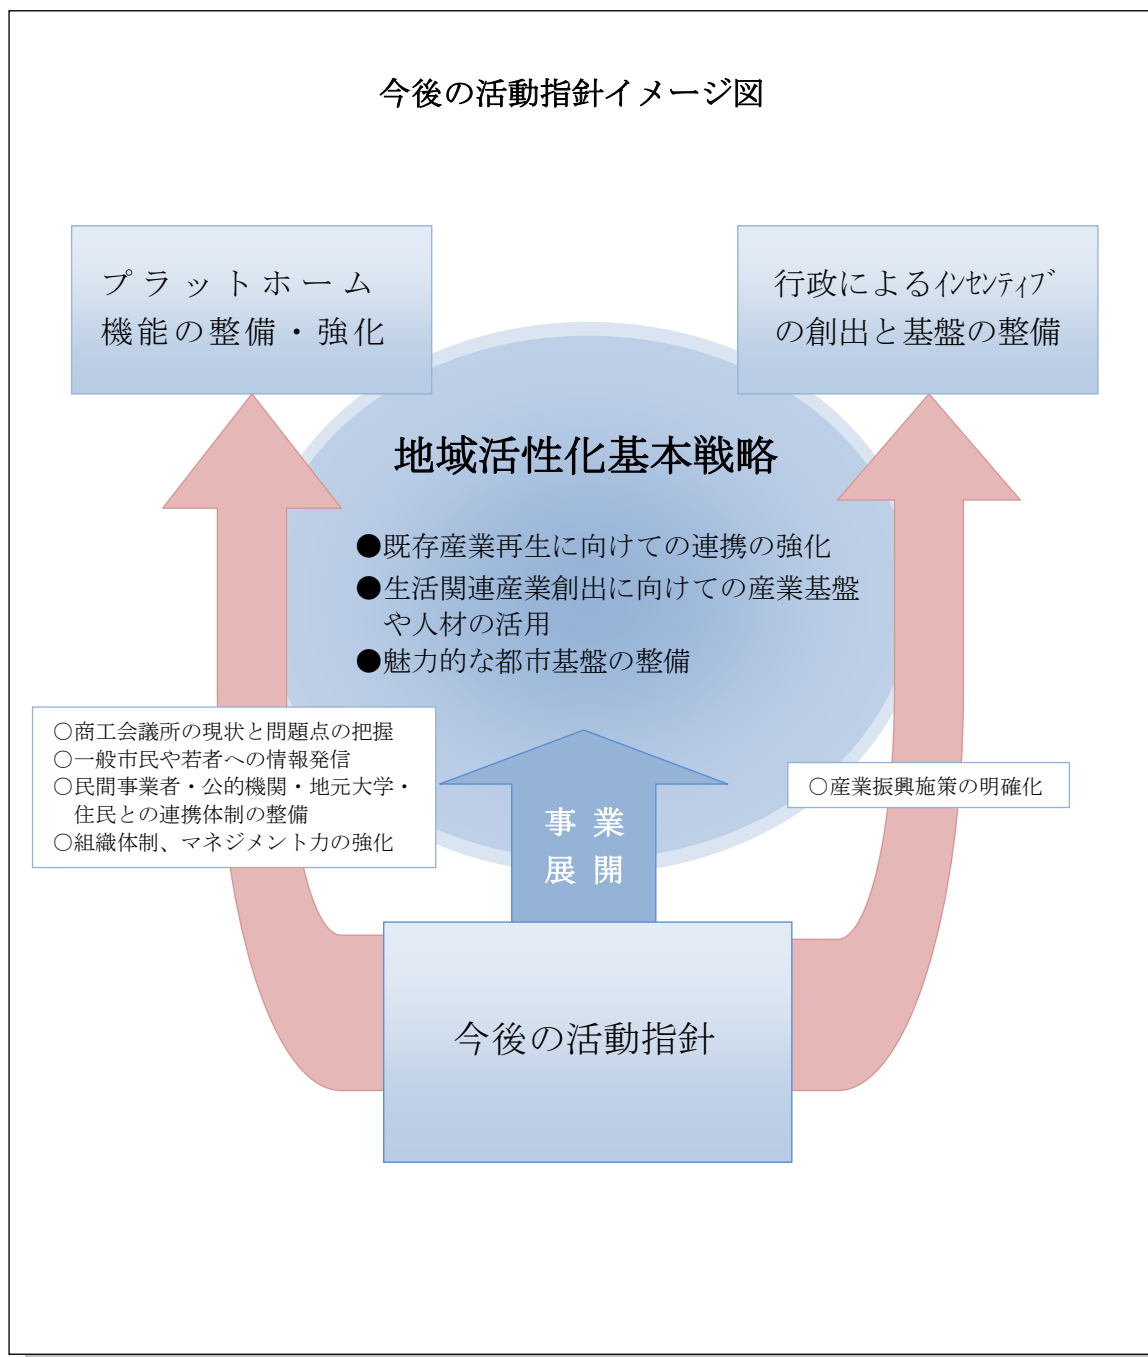 今後の活動指針イメージ図
プラットホーム
機能の整備・強化
行政によるｲﾝｾﾝﾃｨﾌﾞ
の創出と基盤の整備
地域活性化基本戦略
●既存産業再生に向けての連携の強化
●生活関連産業創出に向けての産業基盤
や人材の活用
●魅力的な都市基盤の整備
○商工会議所の現状と問題点の把握
○一般市民や若者への情報発信
○民間事業者・公的機関・地元大学・
住民との連携体制の整備
○組織体制、マネジメント力の強化
○産業振興施策の明確化
事業
展開
今後の活動指針